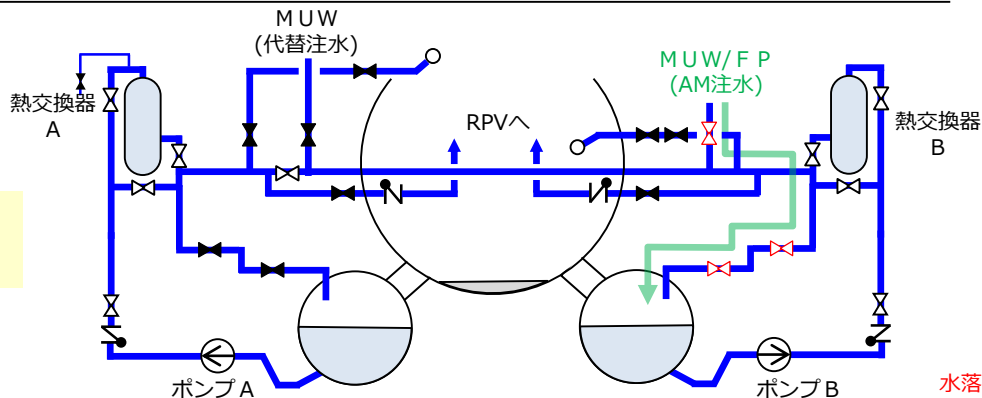 MUW
(代替注水)
MUW/FP
(AM注水)
熱交換器
A
RPVへ
熱交換器
B
ポンプA
ポンプB
水落